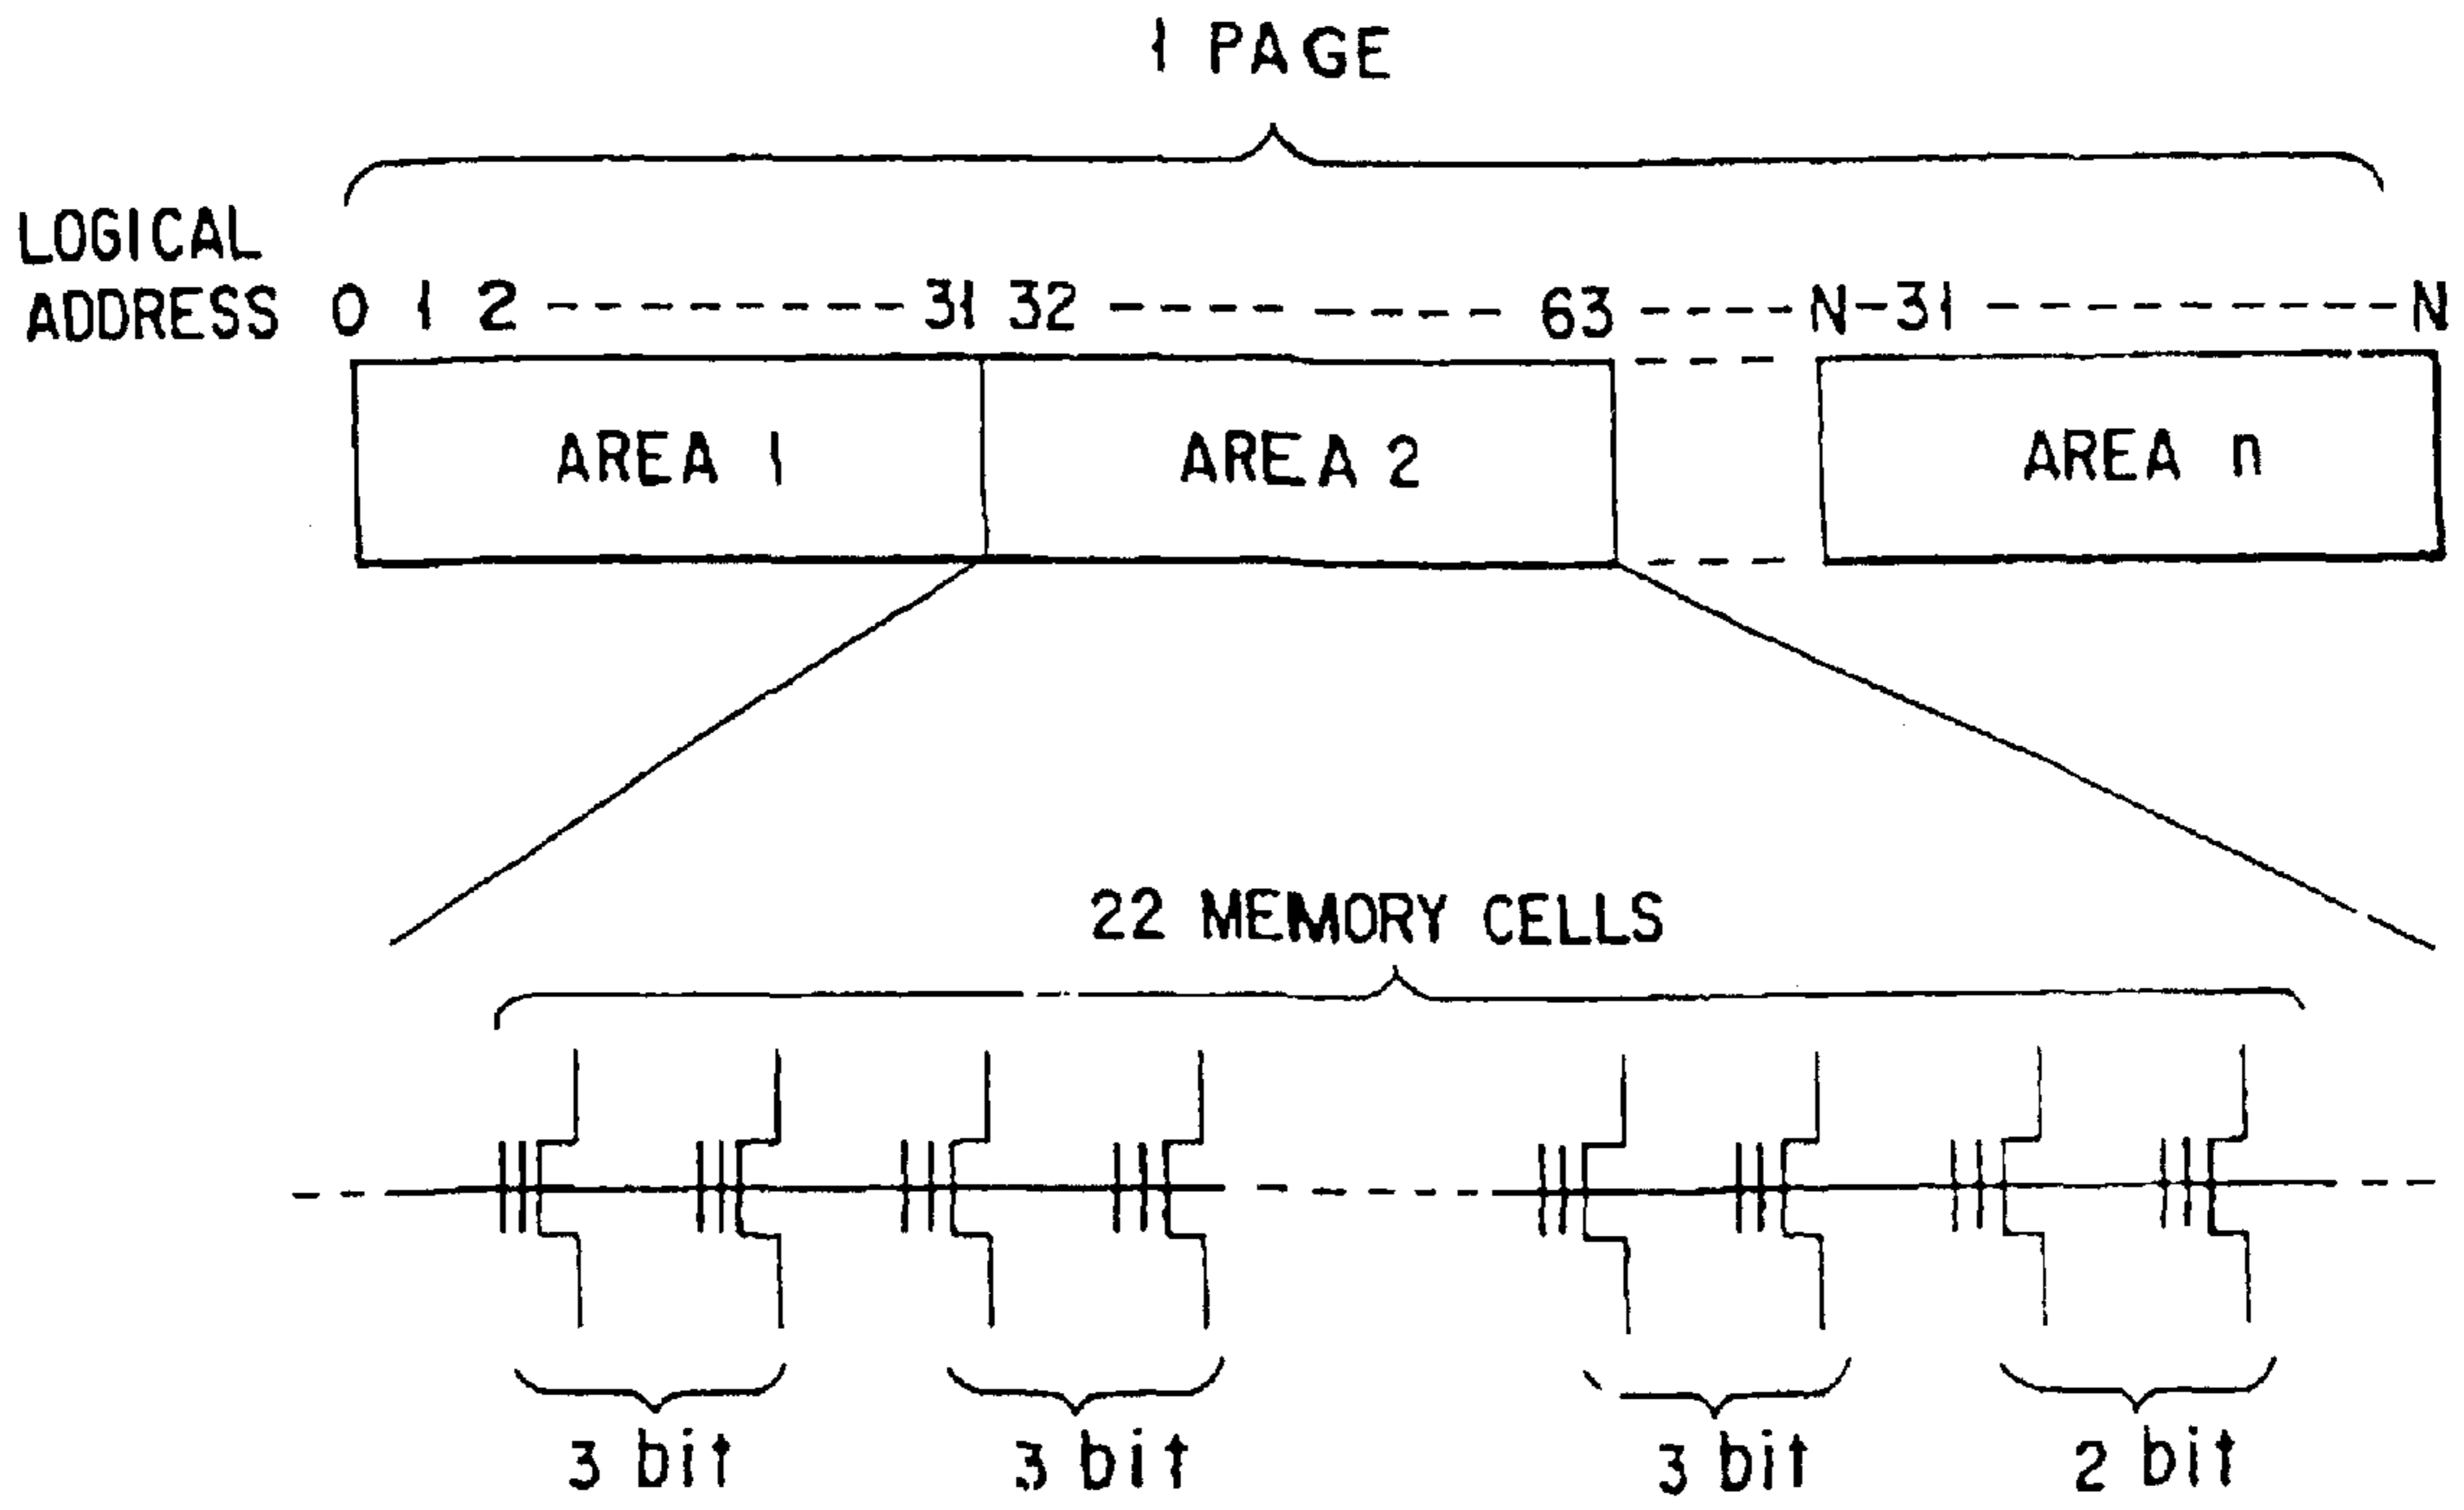 1 PAGE
LOGICAL
ADDRESS 0 1 2 --------- 31 32 --------- 63 ----- N-31 --------- N
AREA 1 AREA 2 AREA n
22 MEMORY CELLS
3 bit 3 bit 3 bit 2 bit